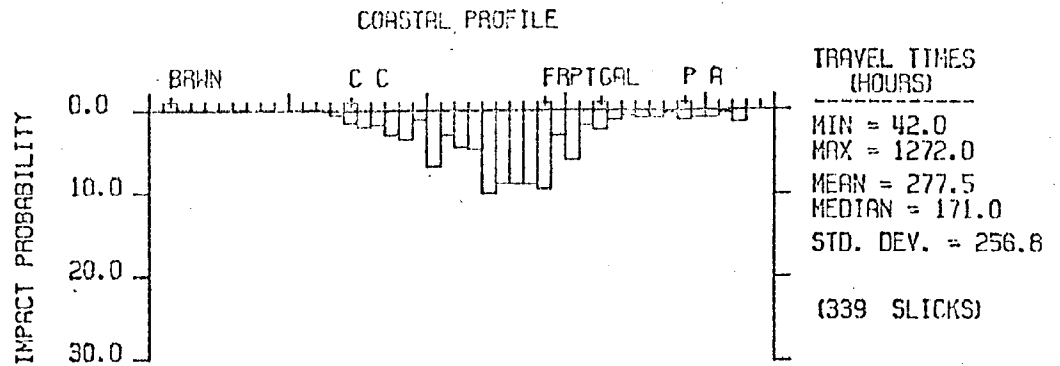 COASTAL PROFILE
BRWN C C FRPTGAL P A
0.0
10.0
20.0
30.0
IMPACT PROBABILITY
TRAVEL TIMES
(HOURS)
MIN = 42.0
MAX = 1272.0
MEAN = 277.5
MEDIAN = 171.0
STD. DEV. = 256.8
(339 SLICKS)